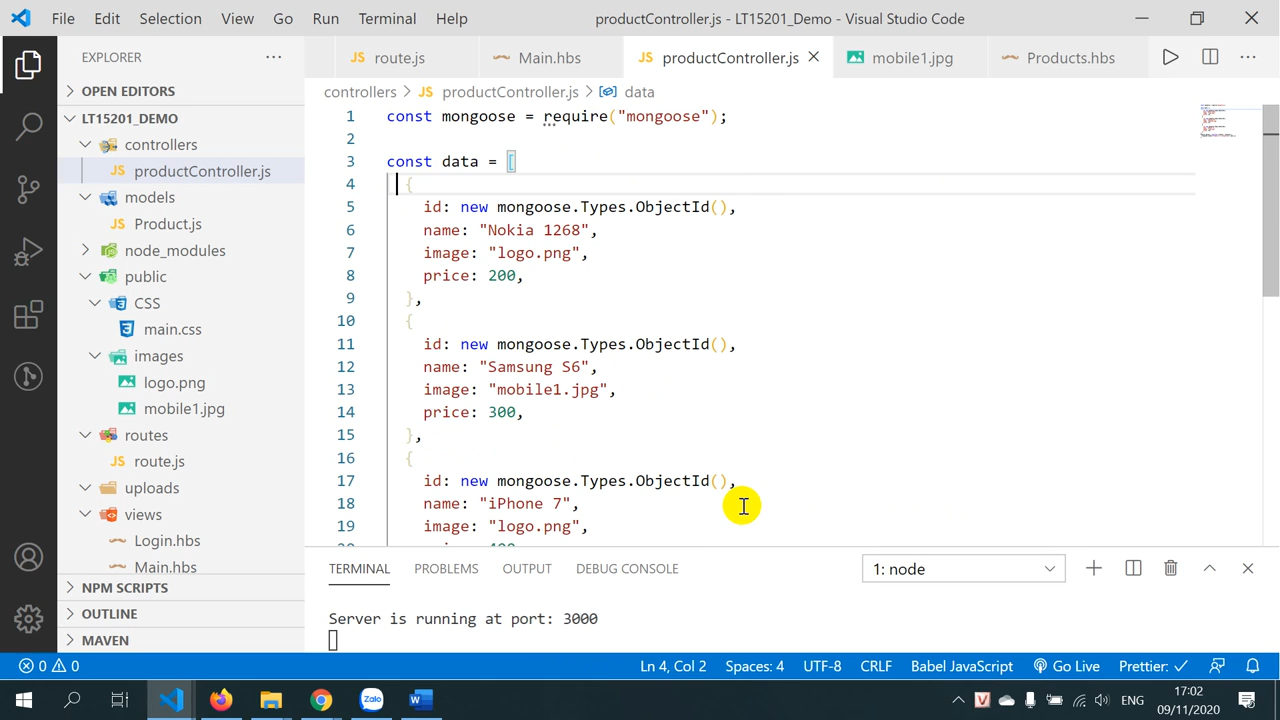 File Edit Selection View Go Run Terminal Help
productController.js - LT15201_Demo - Visual Studio Code
EXPLORER
OPEN EDITORS
LT15201_DEMO
controllers
JS productController.js
models
JS Product.js
node_modules
public
CSS
main.css
images
logo.png
mobile1.jpg
routes
JS route.js
uploads
views
Login.hbs
Main.hbs
NPM SCRIPTS
OUTLINE
MAVEN
JS route.js
Main.hbs
JS productController.js
mobile1.jpg
Products.hbs
controllers > JS productController.js > data
1 const mongoose = require("mongoose");
2
3 const data = [
4 {
5 id: new mongoose.Types.ObjectId(),
6 name: "Nokia 1268",
7 image: "logo.png",
8 price: 200,
9 },
10 {
11 id: new mongoose.Types.ObjectId(),
12 name: "Samsung S6",
13 image: "mobile1.jpg",
14 price: 300,
15 },
16 {
17 id: new mongoose.Types.ObjectId(),
18 name: "iPhone 7",
19 image: "logo.png",
TERMINAL PROBLEMS OUTPUT DEBUG CONSOLE
1: node
Server is running at port: 3000
0 0
Ln 4, Col 2 Spaces: 4 UTF-8 CRLF Babel JavaScript Go Live Prettier: ✓
Zalo
ENG
17:02
09/11/2020